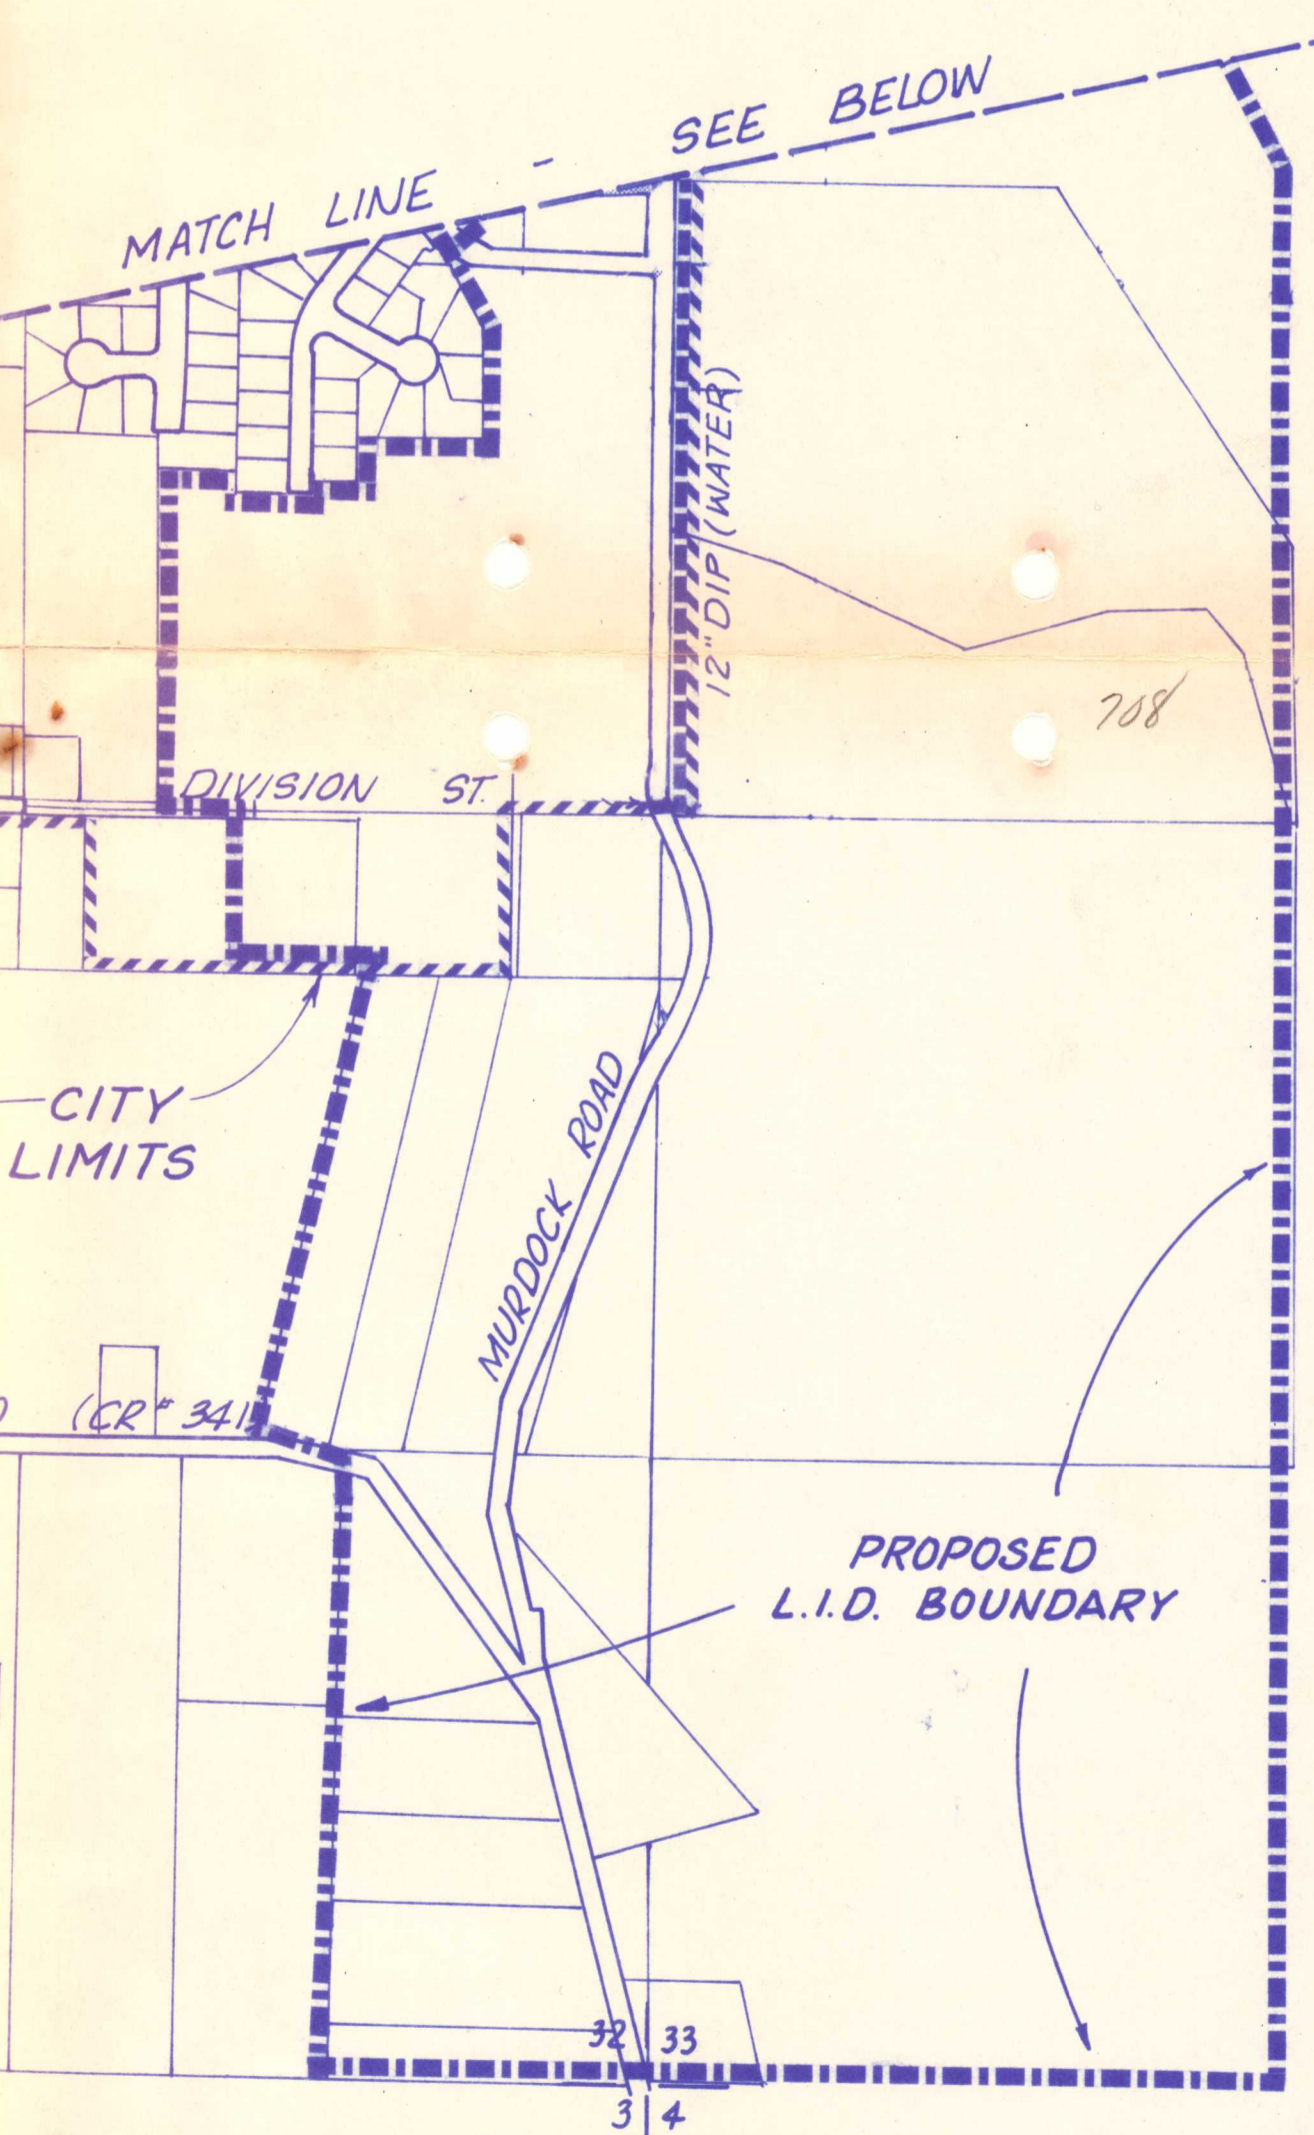 SEE BELOW
MATCH LINE -
12" DIP (WATER)
708
DIVISION ST.
CITY
LIMITS
MURDOCK ROAD
(CR # 341)
PROPOSED
L.I.D. BOUNDARY
32 33
3 4